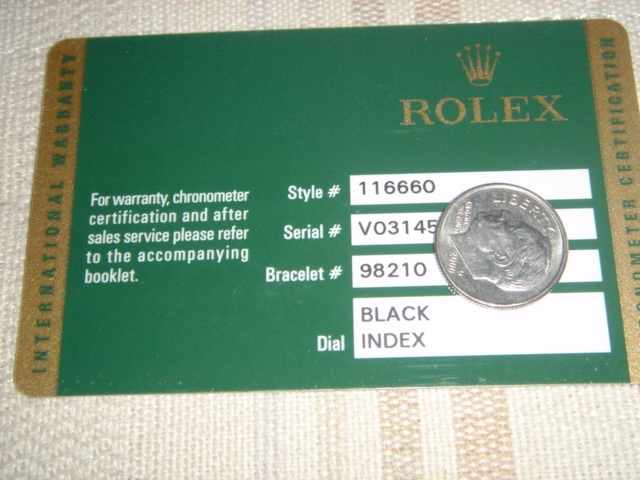 ROLEX
INTERNATIONAL WARRANTY
For warranty, chronometer
certification and after
sales service please refer
to the accompanying
booklet.
Style # 116660
Serial # V03145
Bracelet # 98210
Dial BLACK
INDEX
CERTIFICATION
LIBERTY